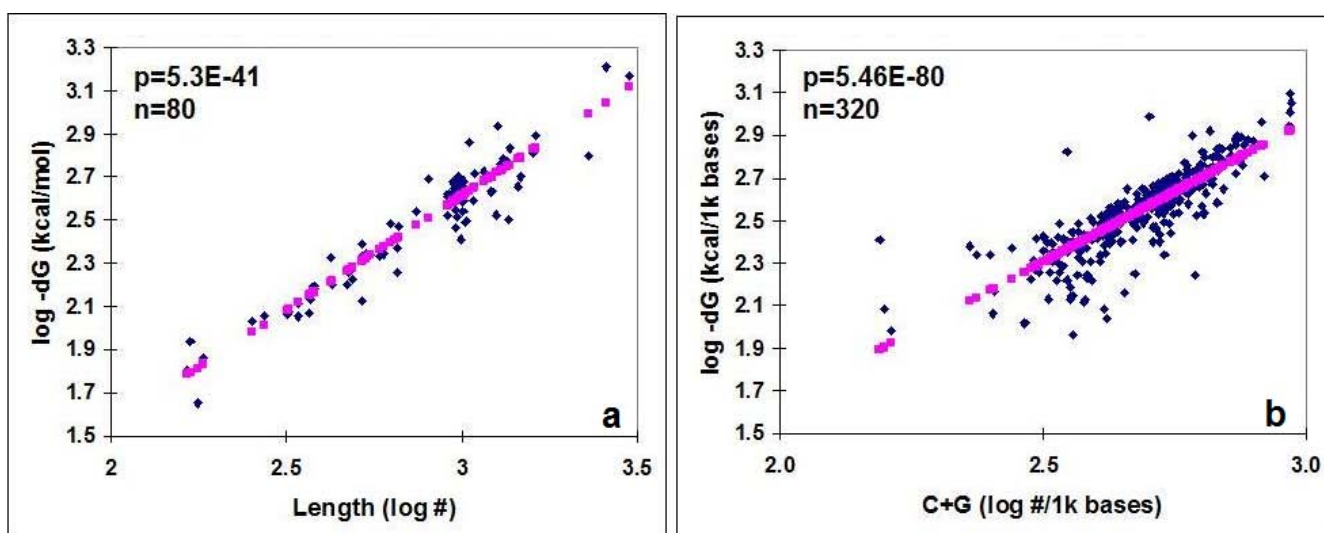 3.3
3.1
2.9
2.7
2.5
2.3
2.1
1.9
1.7
1.5
log -dG (kcal/mol)
p=5.3E-41
n=80
a
2 2.5 3 3.5
Length (log #)
3.3
3.1
2.9
2.7
2.5
2.3
2.1
1.9
1.7
1.5
log -dG (kcal/1k bases)
p=5.46E-80
n=320
b
2.0 2.5 3.0
C+G (log #/1k bases)